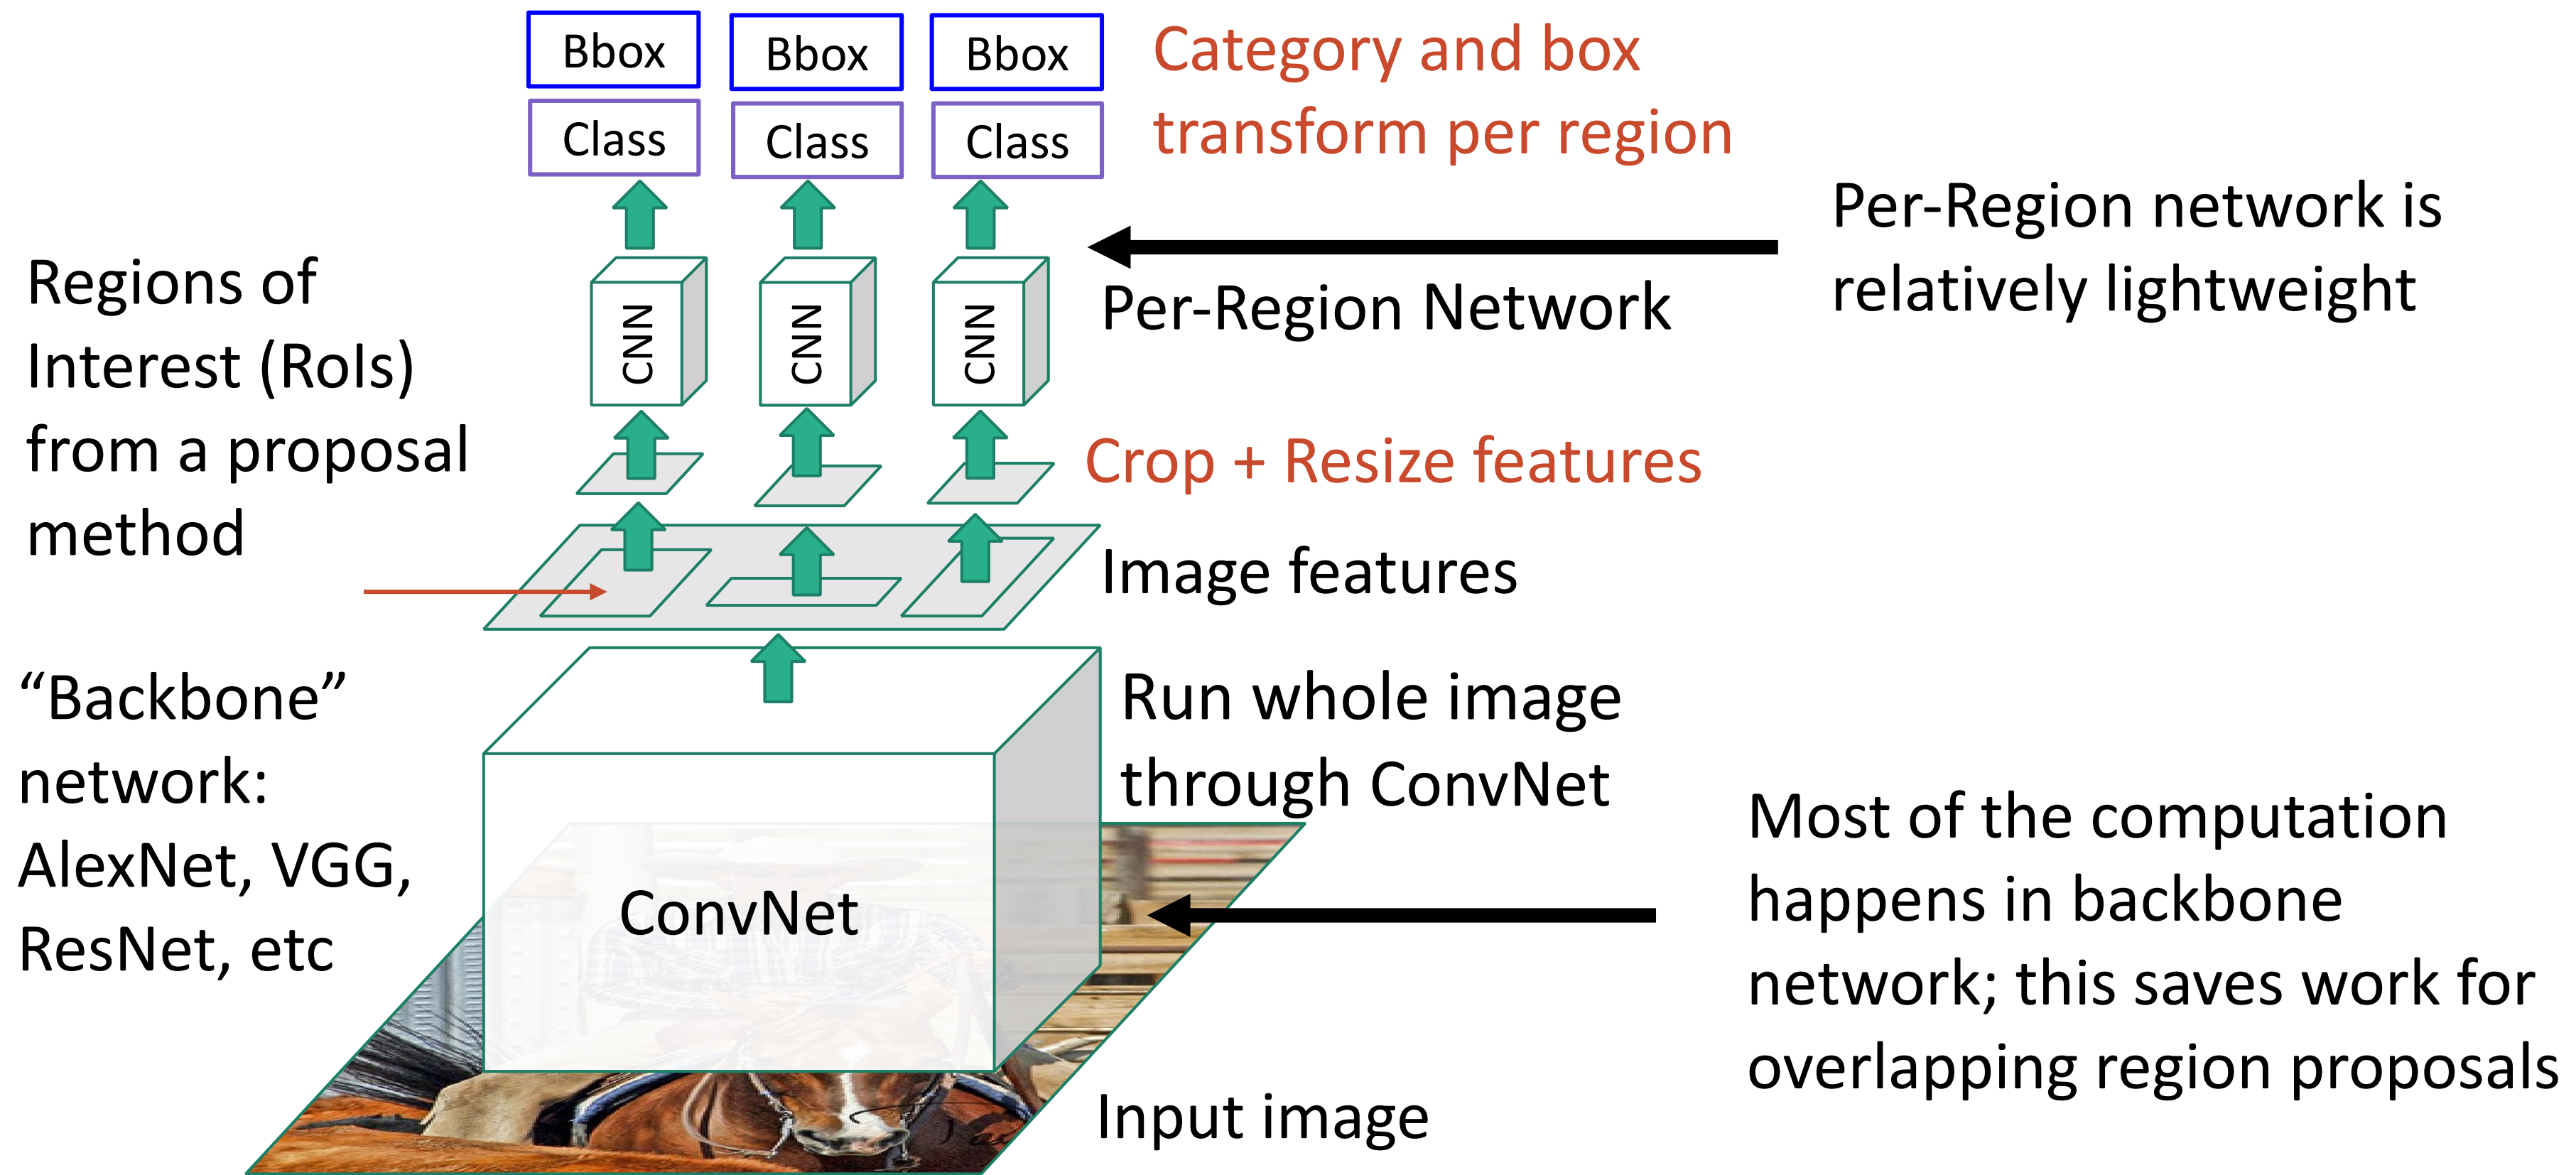 Bbox
Bbox
Bbox
Class
Class
Class
Category and box
transform per region
Per-Region network is
relatively lightweight
CNN
CNN
CNN
Per-Region Network
Regions of
Interest (RoIs)
from a proposal
method
Crop + Resize features
Image features
“Backbone”
network:
AlexNet, VGG,
ResNet, etc
Run whole image
through ConvNet
ConvNet
Most of the computation
happens in backbone
network; this saves work for
overlapping region proposals
Input image